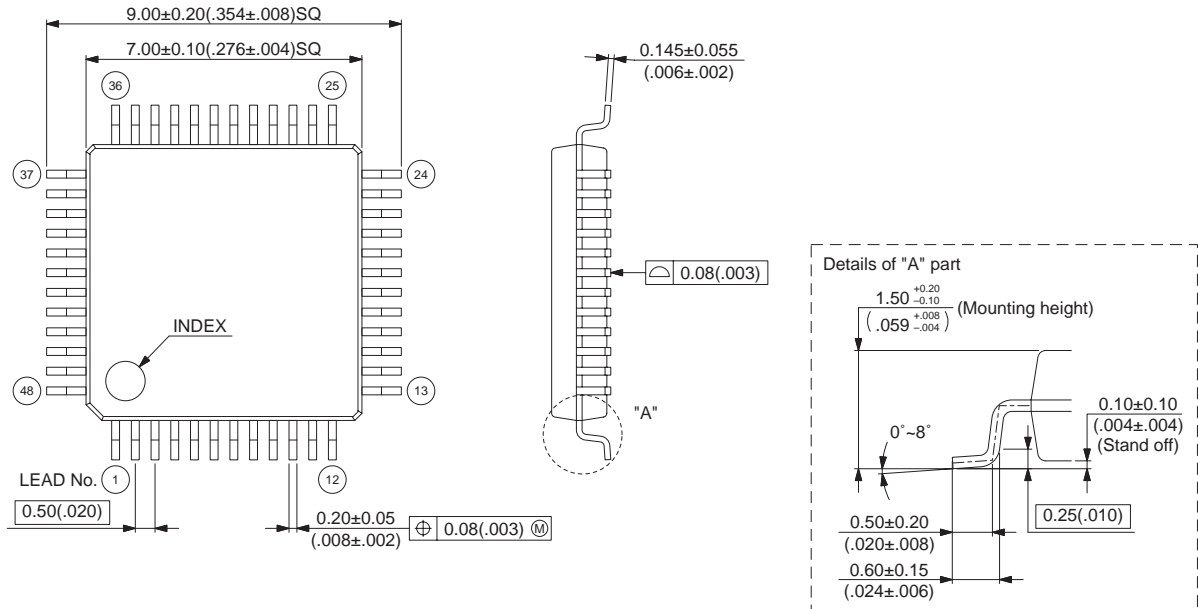 9.00±0.20(.354±.008)SQ
7.00±0.10(.276±.004)SQ
0.145±0.055
(.006±.002)
36
25
37
24
0.08(.003)
INDEX
48
13
"A"
LEAD No. 1
12
0.50(.020)
0.20±0.05
(.008±.002)
⌖ 0.08(.003) Ⓜ
Details of "A" part
1.50 +0.20 –0.10 (Mounting height)
(.059 +.008 –.004)
0.10±0.10
(.004±.004)
(Stand off)
0°~8°
0.50±0.20
(.020±.008)
0.25(.010)
0.60±0.15
(.024±.006)